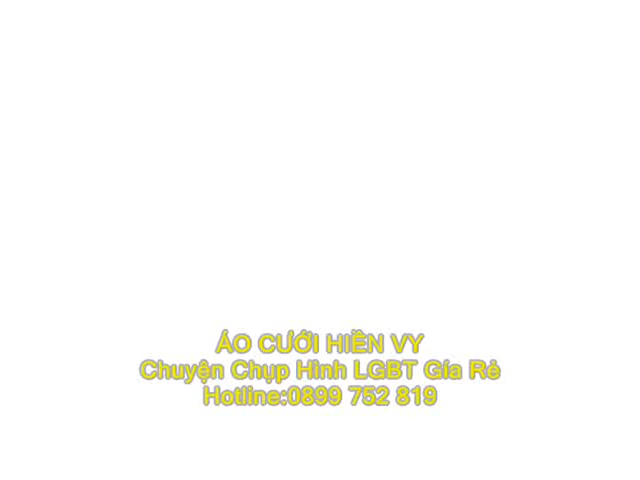 ÁO CƯỚI HIỀN VY
Chuyện Chụp Hình LGBT Gía Rẻ
Hotline:0899 752 819